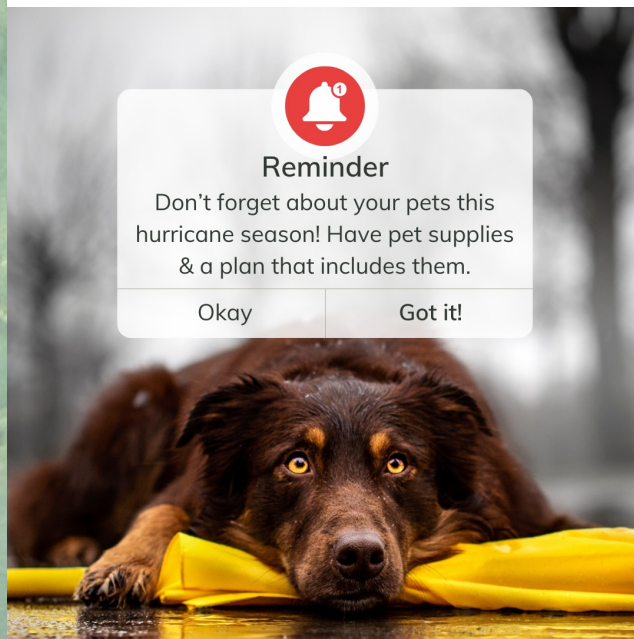 1
Reminder
Don't forget about your pets this
hurricane season! Have pet supplies
& a plan that includes them.
Okay
Got it!